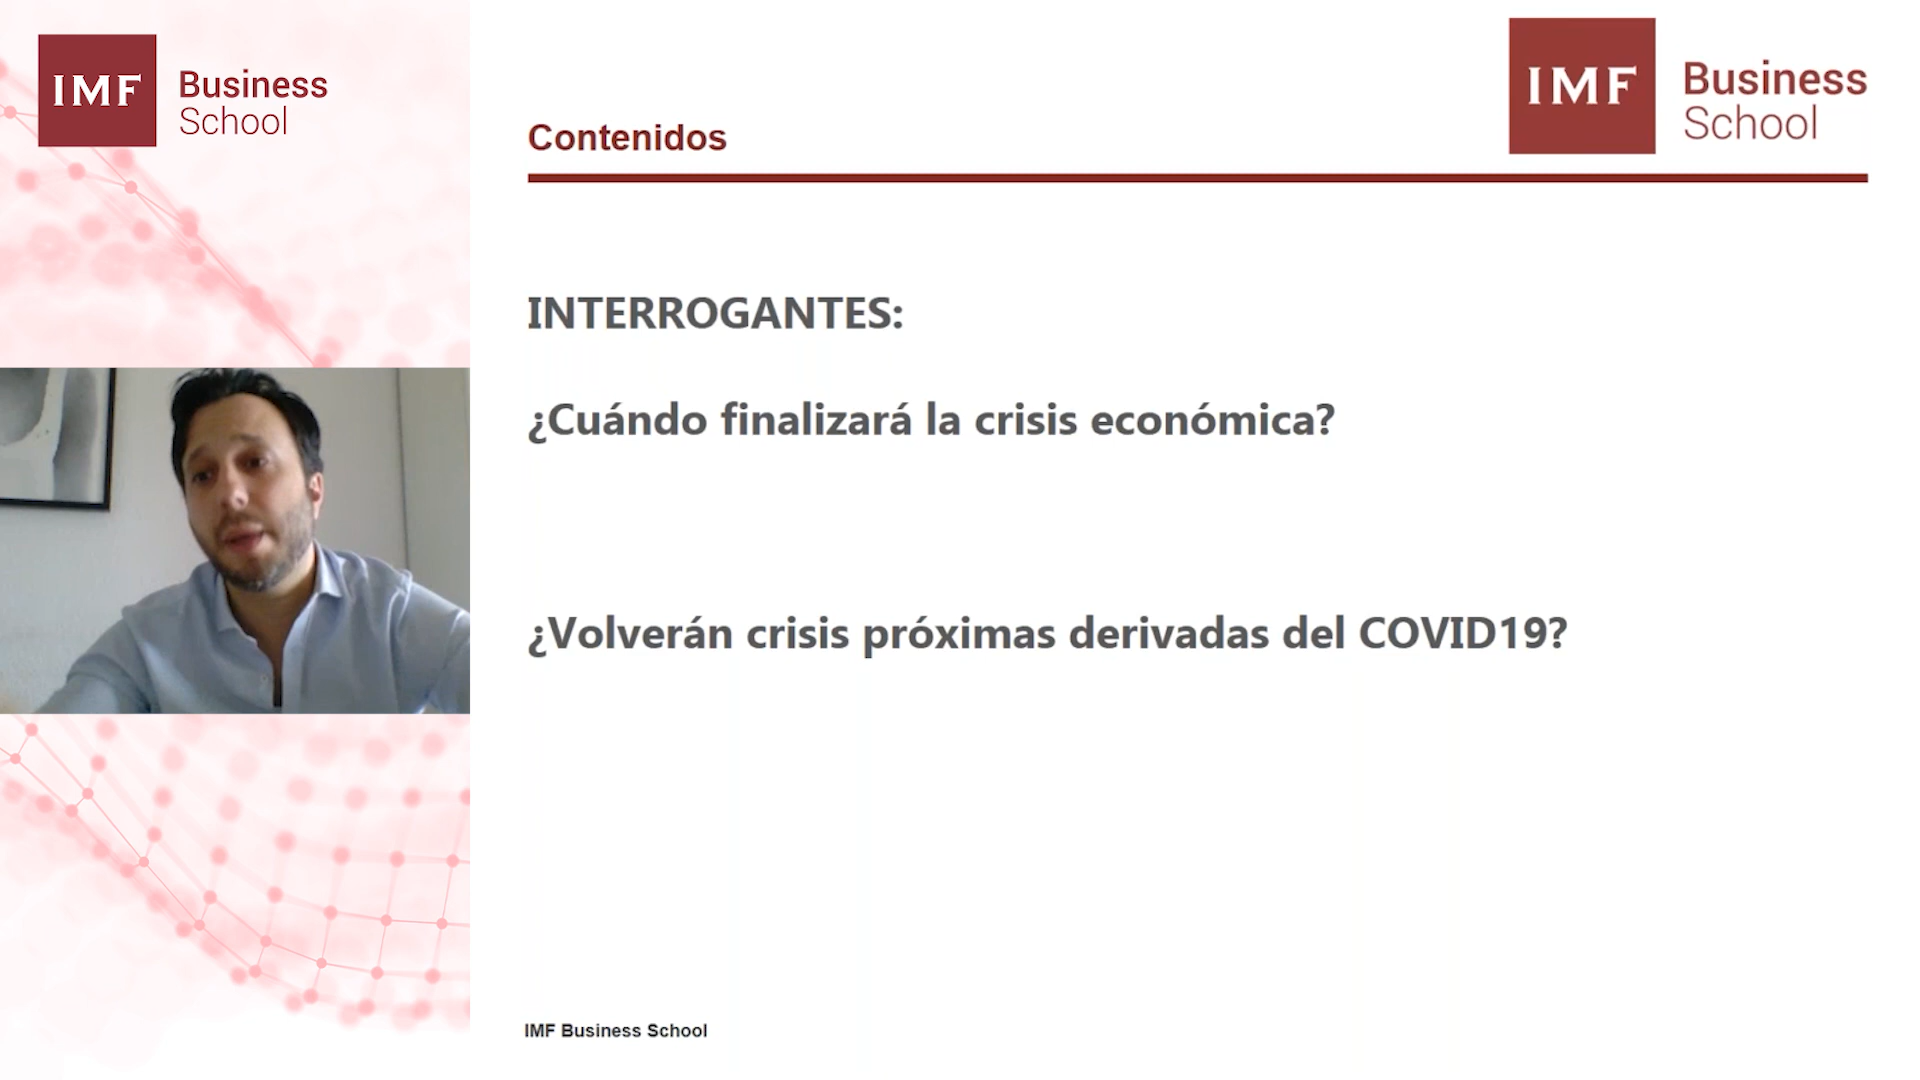 IMF Business
School
IMF Business
School
Contenidos
INTERROGANTES:
¿Cuándo finalizará la crisis económica?
¿Volverán crisis próximas derivadas del COVID19?
IMF Business School